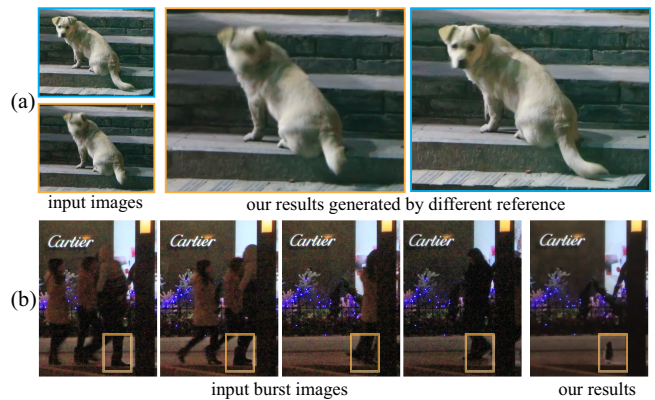 (a)
input images
our results generated by different reference
(b)
Cartier
Cartier
Cartier
Cartier
Cartier
input burst images
our results